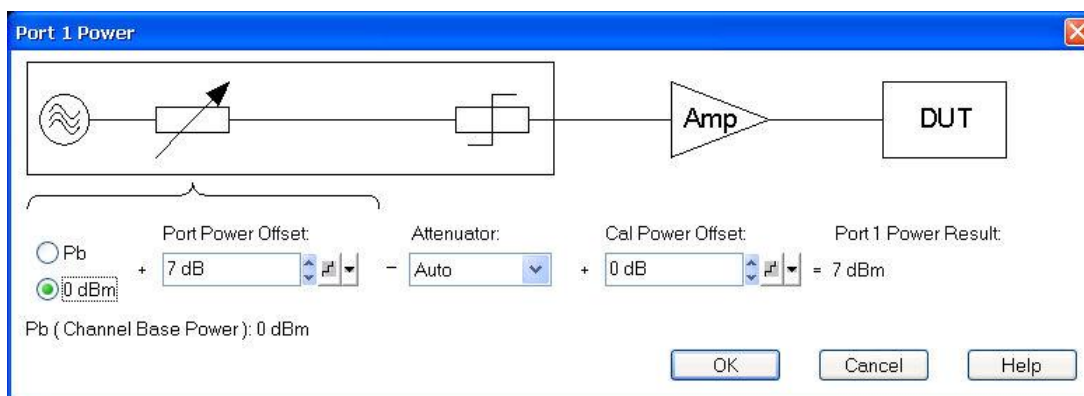 Port 1 Power
Amp
DUT
Port Power Offset:
Attenuator:
Cal Power Offset:
Port 1 Power Result:
Pb
0 dBm
+
7 dB
−
Auto
+
0 dB
= 7 dBm
Pb ( Channel Base Power ): 0 dBm
OK
Cancel
Help